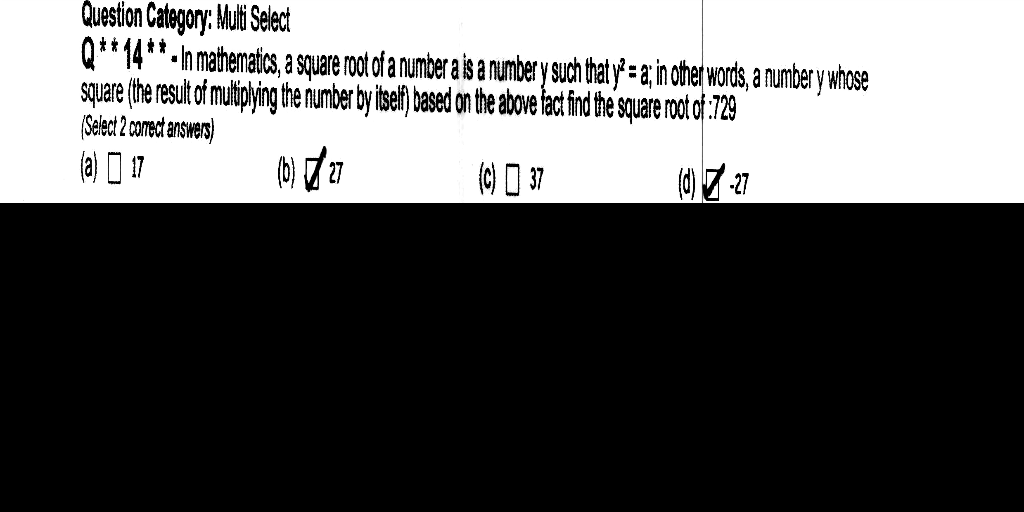 Question Category: Multi Select
Q * * 14 * * - In mathematics, a square root of a number a is a number y such that y² = a; in other words, a number y whose
square (the result of multiplying the number by itself) based on the above fact find the square root of :729
(Select 2 correct answers)
(a) ☐ 17 (b) ☑ 27 (c) ☐ 37 (d) ☑ -27